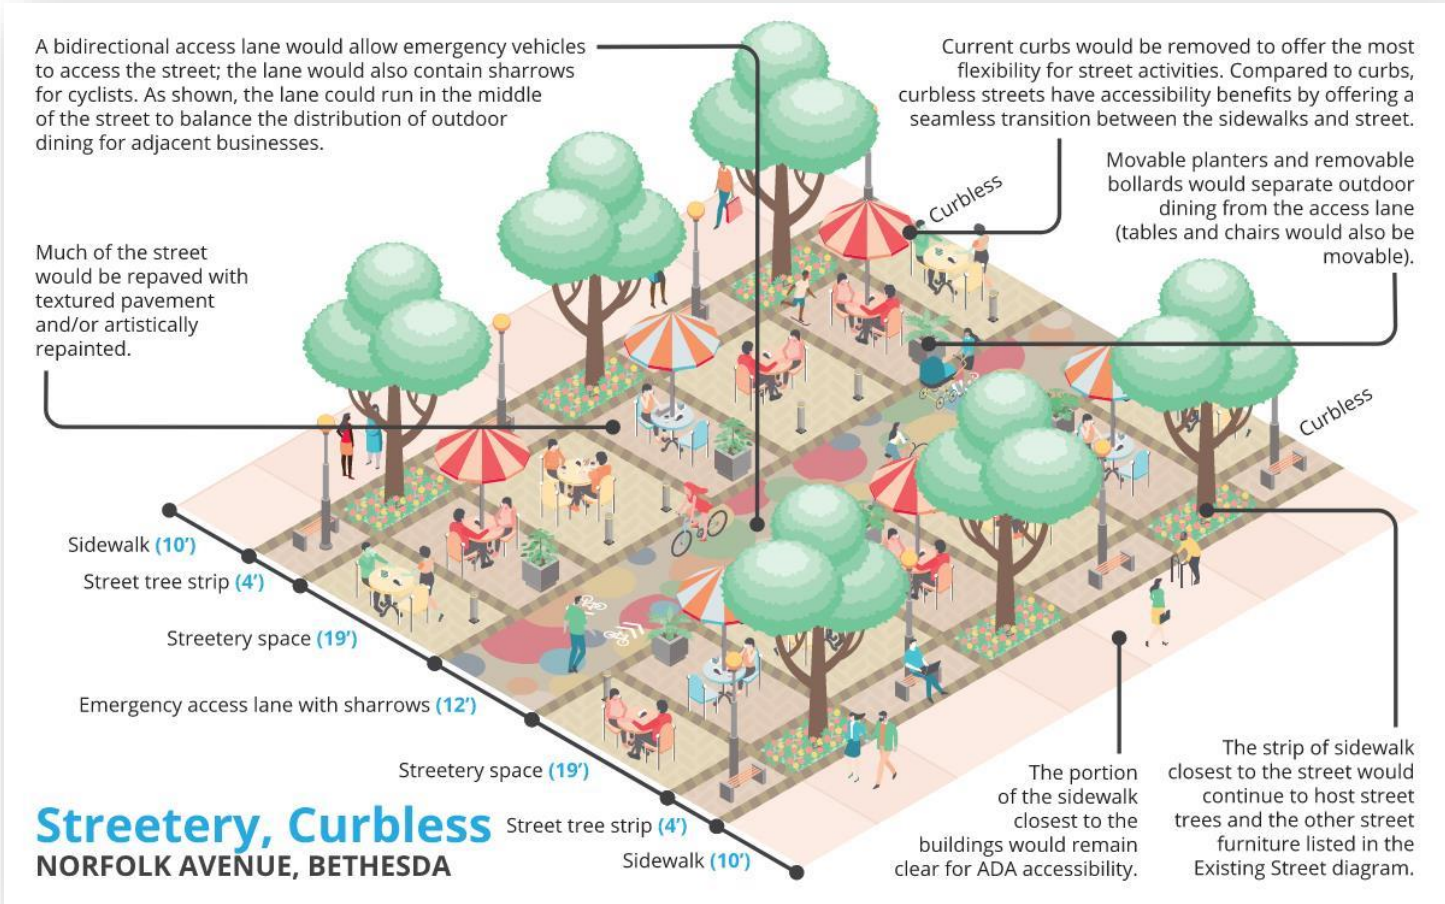 A bidirectional access lane would allow emergency vehicles
to access the street; the lane would also contain sharrows
for cyclists. As shown, the lane could run in the middle
of the street to balance the distribution of outdoor
dining for adjacent businesses.
Current curbs would be removed to offer the most
flexibility for street activities. Compared to curbs,
curbless streets have accessibility benefits by offering a
seamless transition between the sidewalks and street.
Movable planters and removable
bollards would separate outdoor
dining from the access lane
(tables and chairs would also be
movable).
Curbless
Much of the street
would be repaved with
textured pavement
and/or artistically
repainted.
Curbless
Sidewalk (10’)
Street tree strip (4’)
Streetery space (19’)
Emergency access lane with sharrows (12’)
Streetery space (19’)
Street tree strip (4’)
Sidewalk (10’)
The portion
of the sidewalk
closest to the
buildings would remain
clear for ADA accessibility.
The strip of sidewalk
closest to the street would
continue to host street
trees and the other street
furniture listed in the
Existing Street diagram.
Streetery, Curbless
NORFOLK AVENUE, BETHESDA